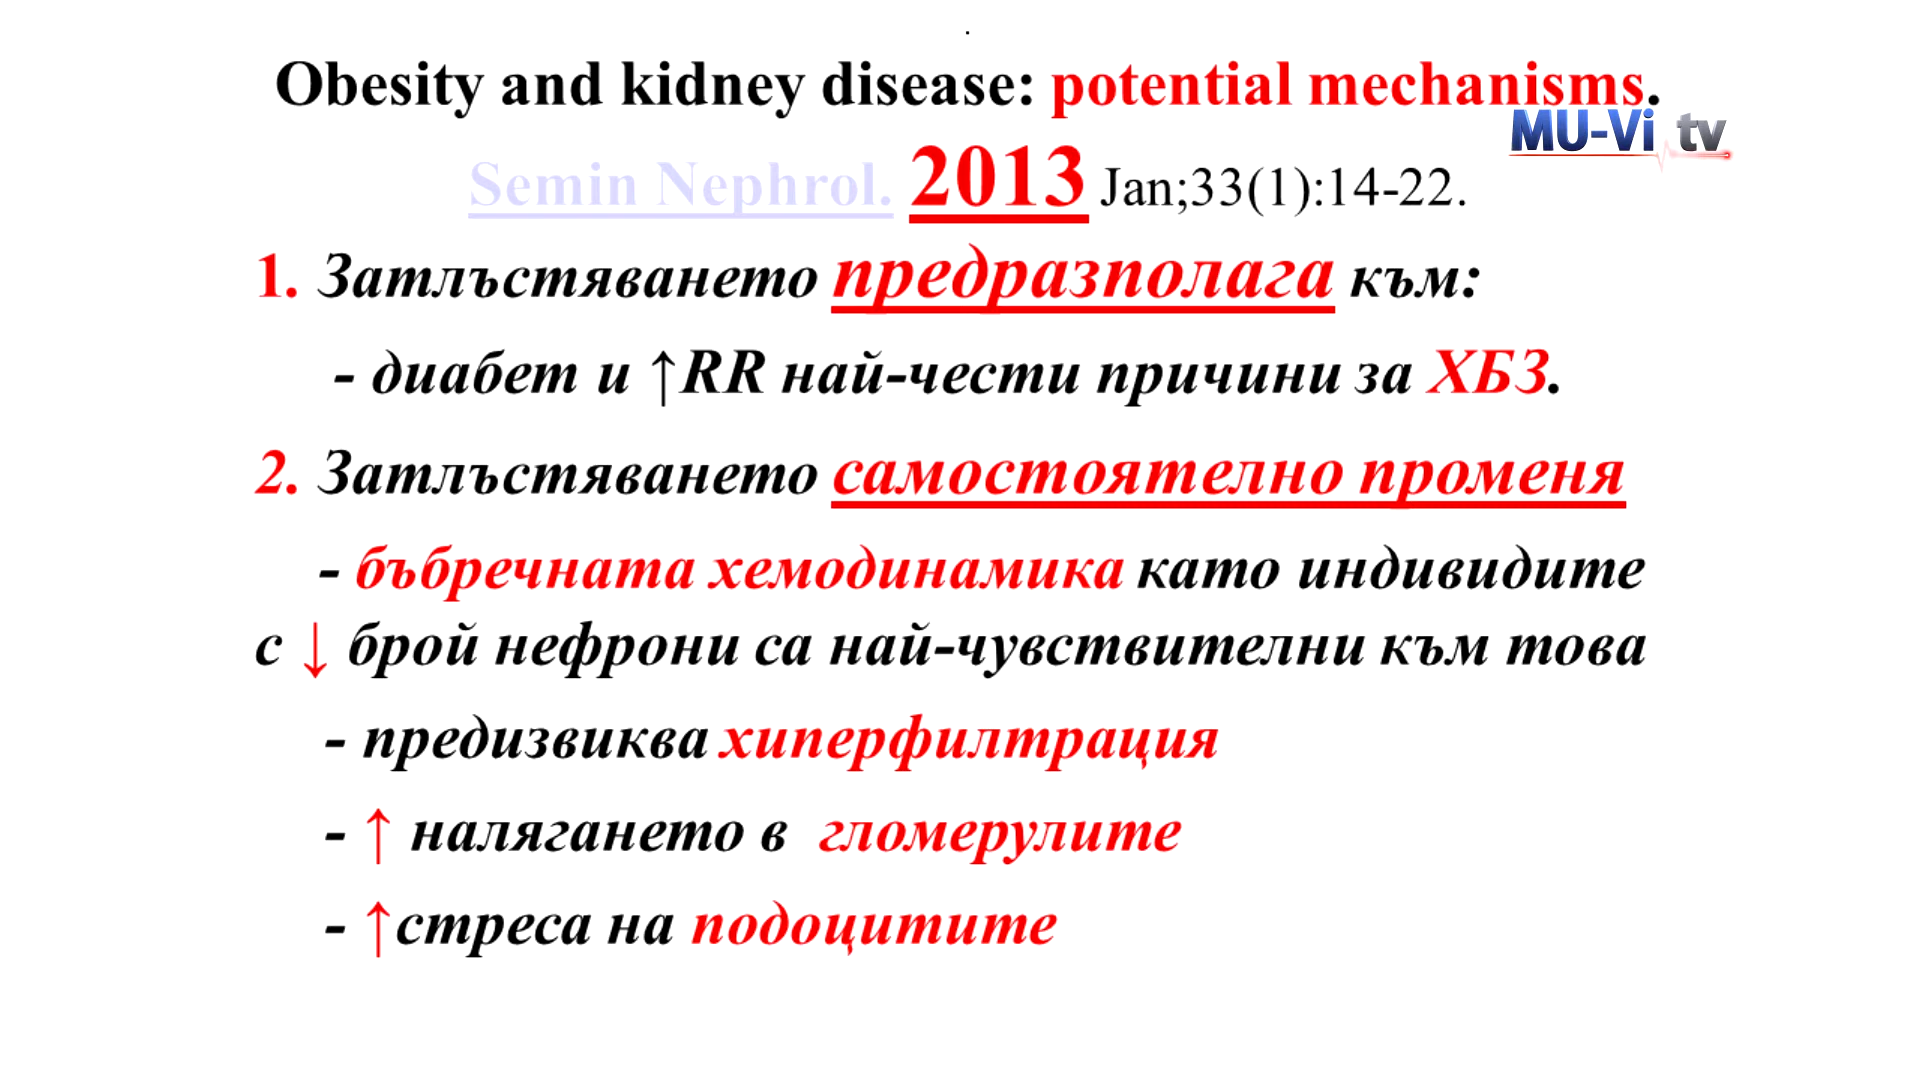 Obesity and kidney disease: potential mechanisms.
MU-Vi tv
Semin Nephrol. 2013 Jan;33(1):14-22.
1. Затлъстяването предразполага към:
- диабет и ↑RR най-чести причини за ХБЗ.
2. Затлъстяването самостоятелно променя
- бъбречната хемодинамика като индивидите
с ↓ брой нефрони са най-чувствителни към това
- предизвиква хиперфилтрация
- ↑ налягането в гломерулите
- ↑стреса на подоцитите